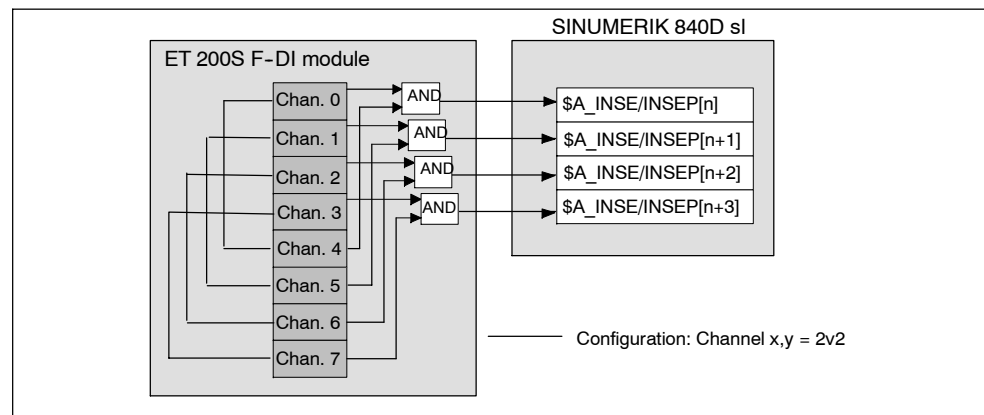 SINUMERIK 840D sl
ET 200S F-DI module
Chan. 0
Chan. 1
Chan. 2
Chan. 3
Chan. 4
Chan. 5
Chan. 6
Chan. 7
AND
AND
AND
AND
$A_INSE/INSEP[n]
$A_INSE/INSEP[n+1]
$A_INSE/INSEP[n+2]
$A_INSE/INSEP[n+3]
Configuration: Channel x,y = 2v2